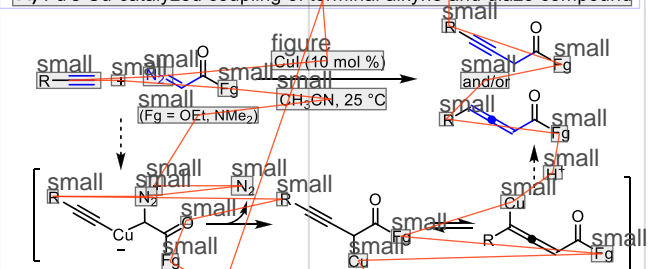 A) Fu's Cu-catalyzed coupling of terminal alkyne and diazo compound
small
R
small
figure
small
small
R
+
N2
O
Fg
CuI (10 mol %)
O
Fg
small
small
small
and/or
(Fg = OEt, NMe2)
CH3CN, 25 °C
small
small
R
O
Fg
small
H+
small
small
small
small
small
R
N2
+
N2
R
Cu
small
O
Cu
–
O
Fg
R
O
small
Fg
small
small
small
Fg
Cu